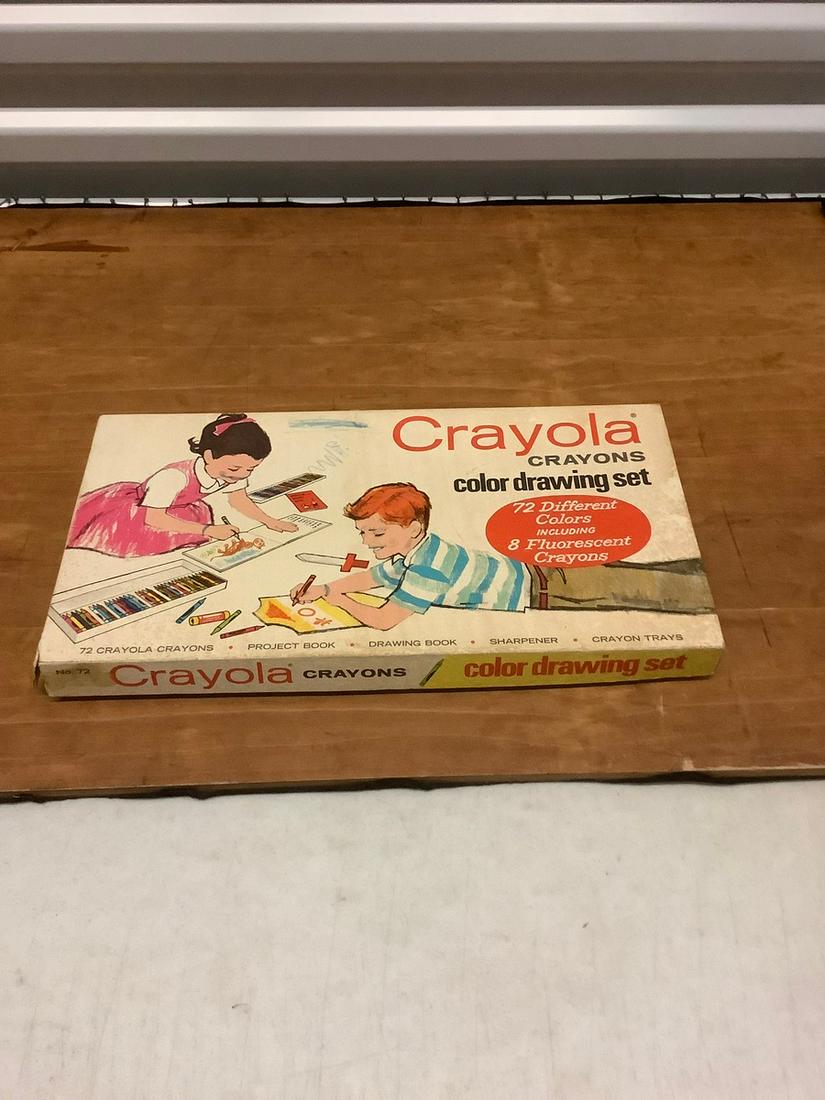 Crayola®
CRAYONS
color drawing set
72 Different
Colors
INCLUDING
8 Fluorescent
Crayons
72 CRAYOLA CRAYONS • PROJECT BOOK • DRAWING BOOK • SHARPENER • CRAYON TRAYS
No. 72 Crayola® CRAYONS color drawing set